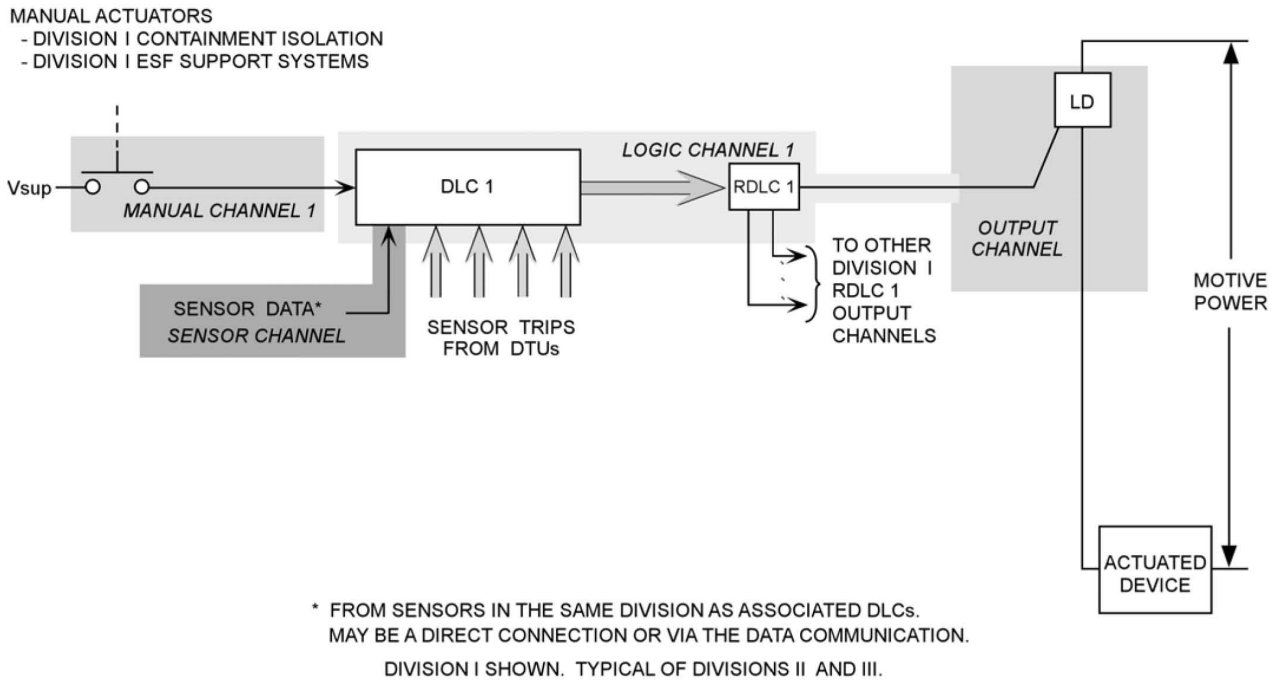 MANUAL ACTUATORS
- DIVISION I CONTAINMENT ISOLATION
- DIVISION I ESF SUPPORT SYSTEMS
LD
LOGIC CHANNEL 1
Vsup
DLC 1
RDLC 1
MANUAL CHANNEL 1
OUTPUT
CHANNEL
TO OTHER
DIVISION I
RDLC 1
OUTPUT
CHANNELS
MOTIVE
POWER
SENSOR DATA*
SENSOR CHANNEL
SENSOR TRIPS
FROM DTUs
ACTUATED
DEVICE
* FROM SENSORS IN THE SAME DIVISION AS ASSOCIATED DLCs.
MAY BE A DIRECT CONNECTION OR VIA THE DATA COMMUNICATION.
DIVISION I SHOWN. TYPICAL OF DIVISIONS II AND III.